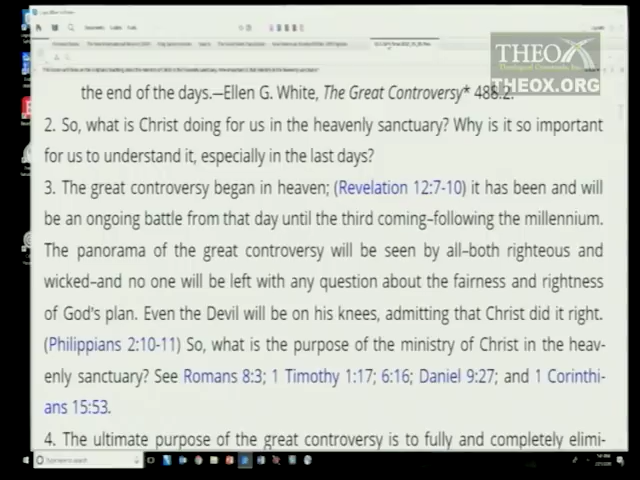 THEOX
THEOX.ORG
the end of the days.—Ellen G. White, The Great Controversy* 488.2.
2. So, what is Christ doing for us in the heavenly sanctuary? Why is it so important
for us to understand it, especially in the last days?
3. The great controversy began in heaven; (Revelation 12:7-10) it has been and will
be an ongoing battle from that day until the third coming–following the millennium.
The panorama of the great controversy will be seen by all–both righteous and
wicked–and no one will be left with any question about the fairness and rightness
of God's plan. Even the Devil will be on his knees, admitting that Christ did it right.
(Philippians 2:10-11) So, what is the purpose of the ministry of Christ in the heav-
enly sanctuary? See Romans 8:3; 1 Timothy 1:17; 6:16; Daniel 9:27; and 1 Corinthi-
ans 15:53.
4. The ultimate purpose of the great controversy is to fully and completely elimi-
Type here to search